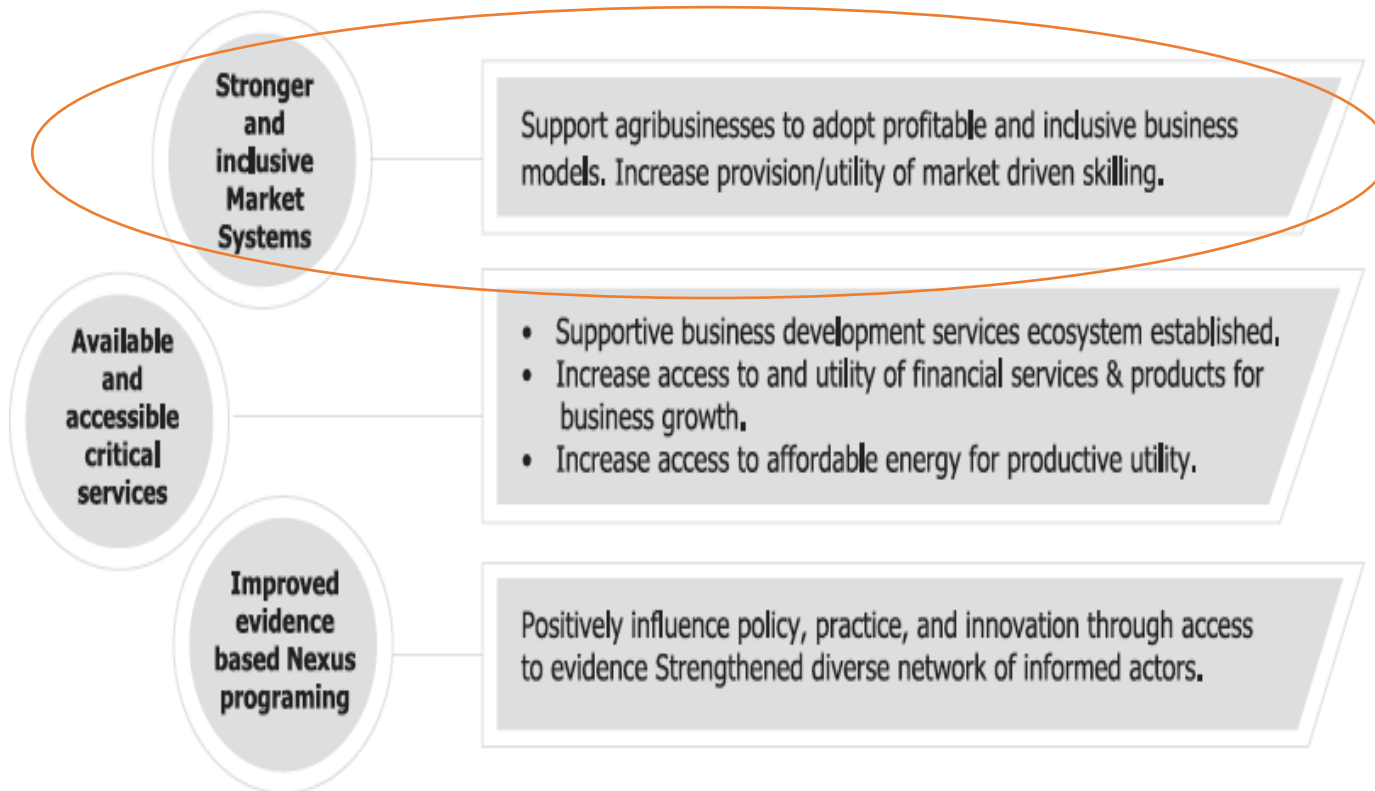 Stronger
and
inclusive
Market
Systems
Support agribusinesses to adopt profitable and inclusive business
models. Increase provision/utility of market driven skilling.
Available
and
accessible
critical
services
• Supportive business development services ecosystem established.
• Increase access to and utility of financial services & products for
business growth.
• Increase access to affordable energy for productive utility.
Improved
evidence
based Nexus
programing
Positively influence policy, practice, and innovation through access
to evidence Strengthened diverse network of informed actors.